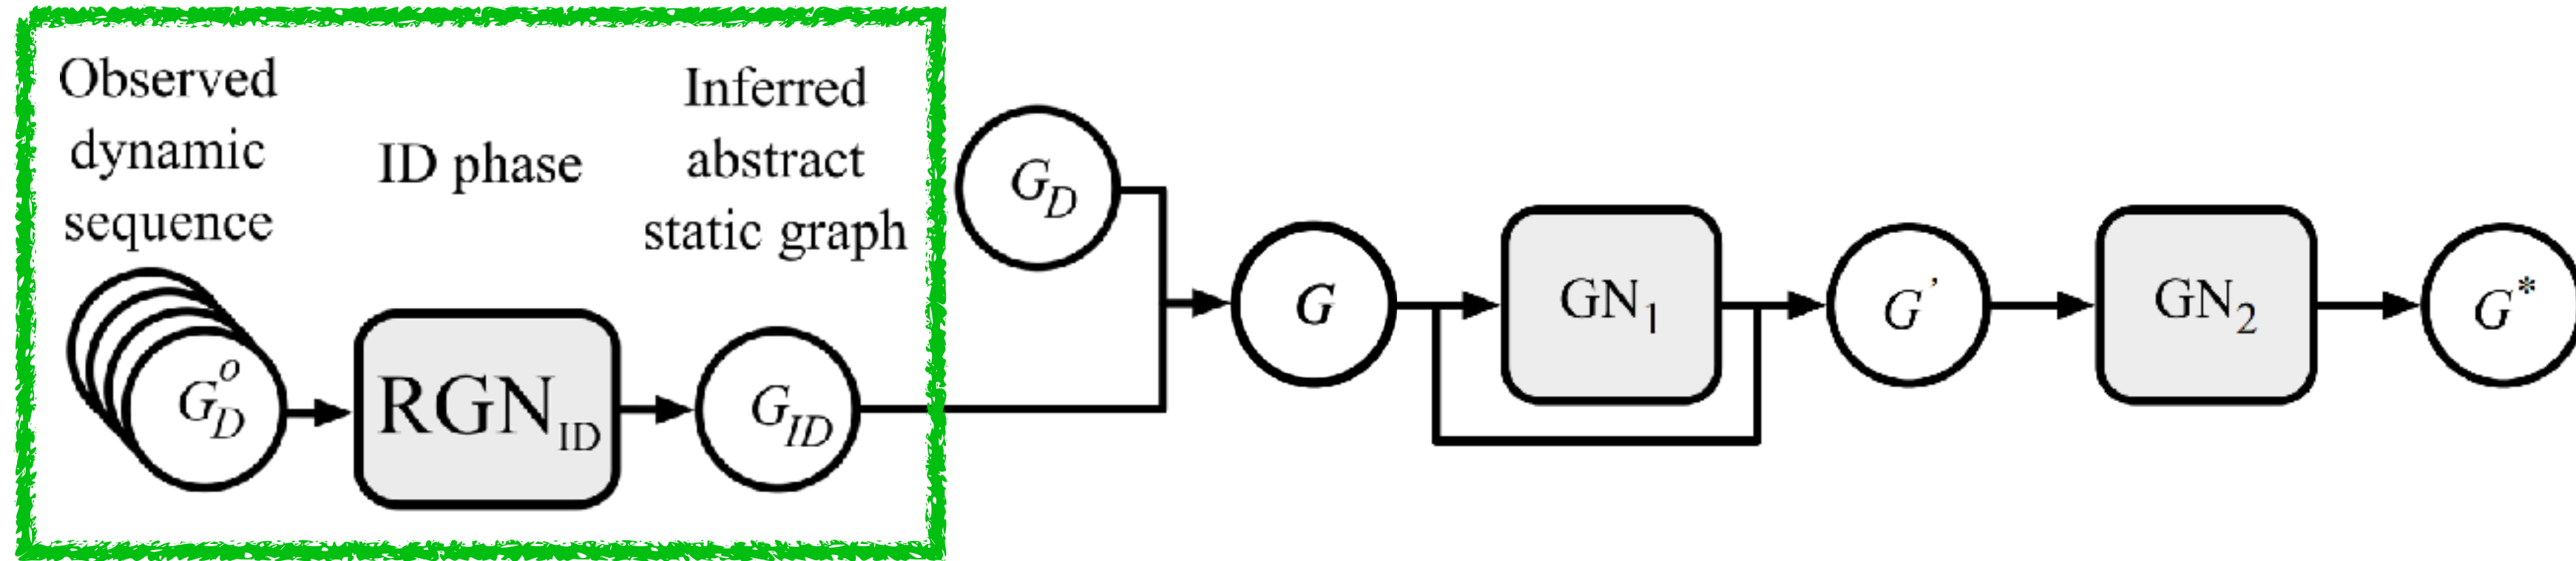 Observed
dynamic
sequence
ID phase
Inferred
abstract
static graph
G_D^o
RGN_ID
G_ID
G_D
G
GN_1
G'
GN_2
G*